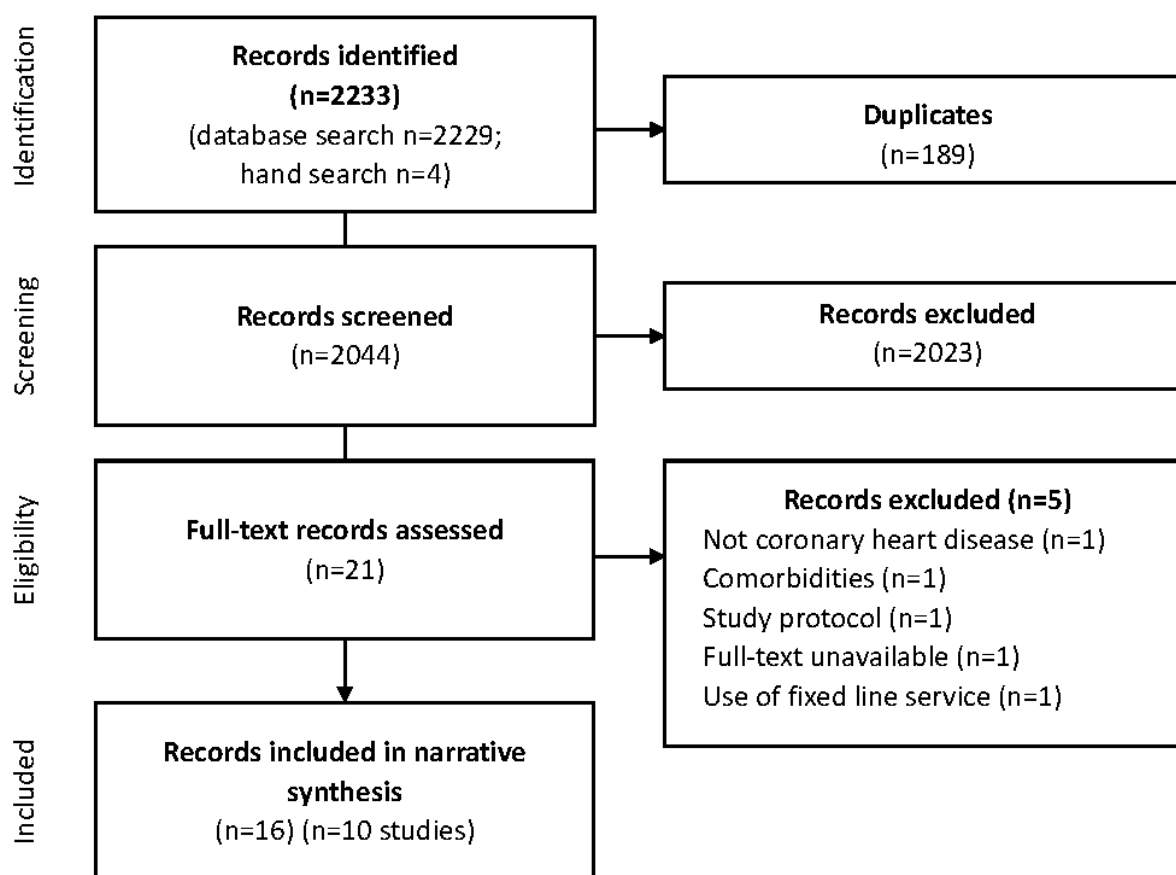 Identification
Records identified
(n=2233)
(database search n=2229;
hand search n=4)
Duplicates
(n=189)
Screening
Records screened
(n=2044)
Records excluded
(n=2023)
Eligibility
Full-text records assessed
(n=21)
Records excluded (n=5)
Not coronary heart disease (n=1)
Comorbidities (n=1)
Study protocol (n=1)
Full-text unavailable (n=1)
Use of fixed line service (n=1)
Included
Records included in narrative
synthesis
(n=16) (n=10 studies)